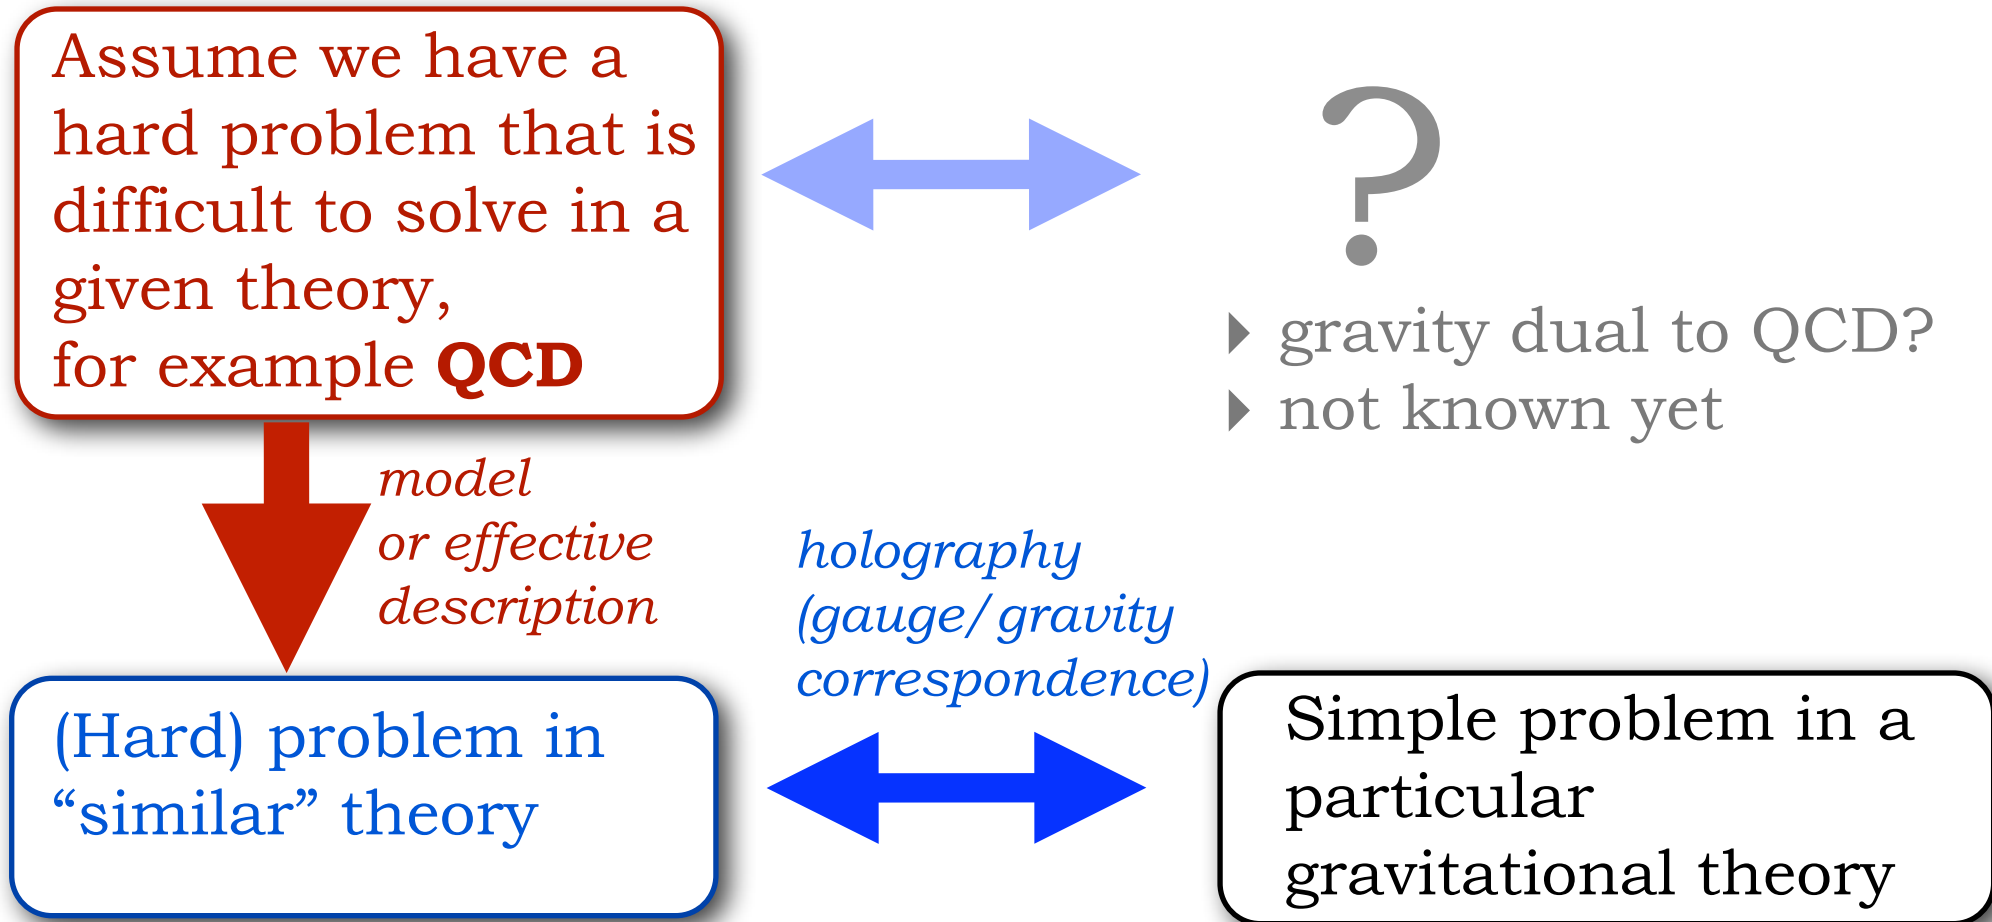 Assume we have a
hard problem that is
difficult to solve in a
given theory,
for example QCD
?
▸ gravity dual to QCD?
▸ not known yet
model
or effective
description
holography
(gauge/gravity
correspondence)
(Hard) problem in
“similar” theory
Simple problem in a
particular
gravitational theory